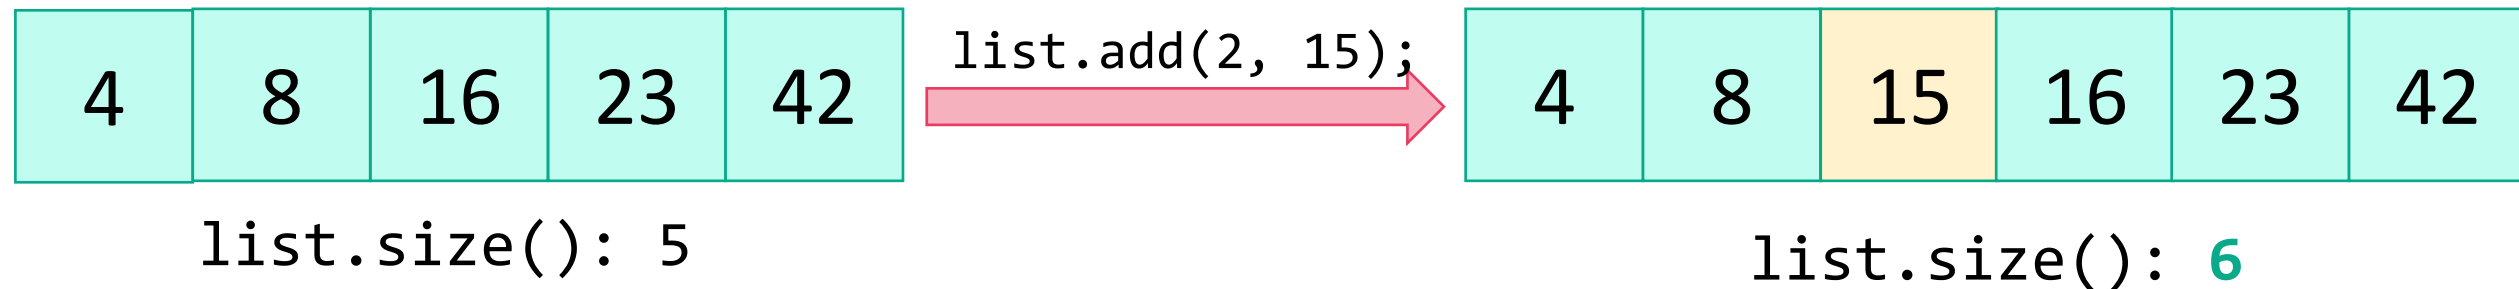 4 8 16 23 42
list.add(2, 15);
4 8 15 16 23 42
list.size(): 5
list.size(): 6